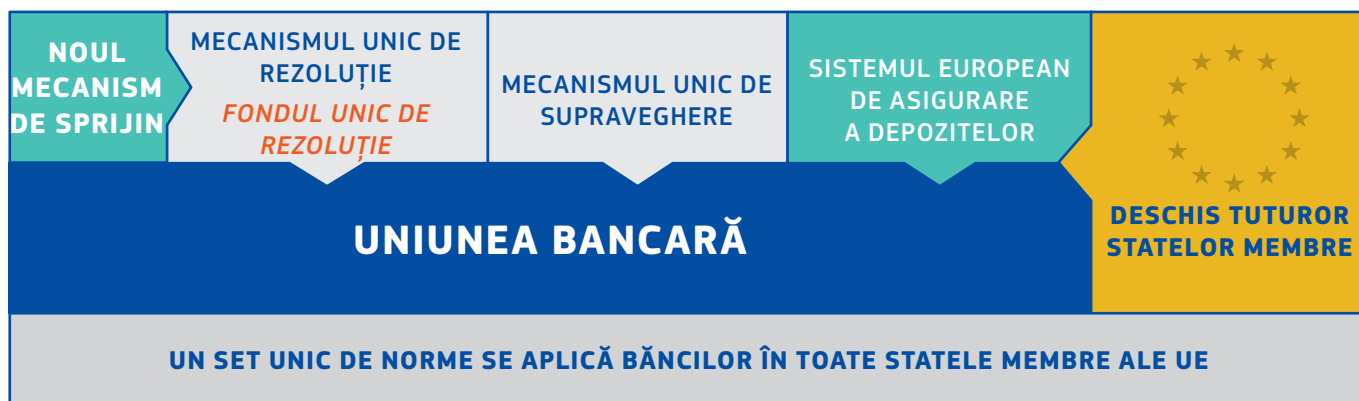 NOUL
MECANISM
DE SPRIJIN
MECANISMUL UNIC DE
REZOLUȚIE
FONDUL UNIC DE
REZOLUȚIE
MECANISMUL UNIC DE
SUPRAVEGHERE
SISTEMUL EUROPEAN
DE ASIGURARE
A DEPOZITELOR
DESCHIS TUTUROR
STATELOR MEMBRE
UNIUNEA BANCARĂ
UN SET UNIC DE NORME SE APLICĂ BĂNCILOR ÎN TOATE STATELE MEMBRE ALE UE